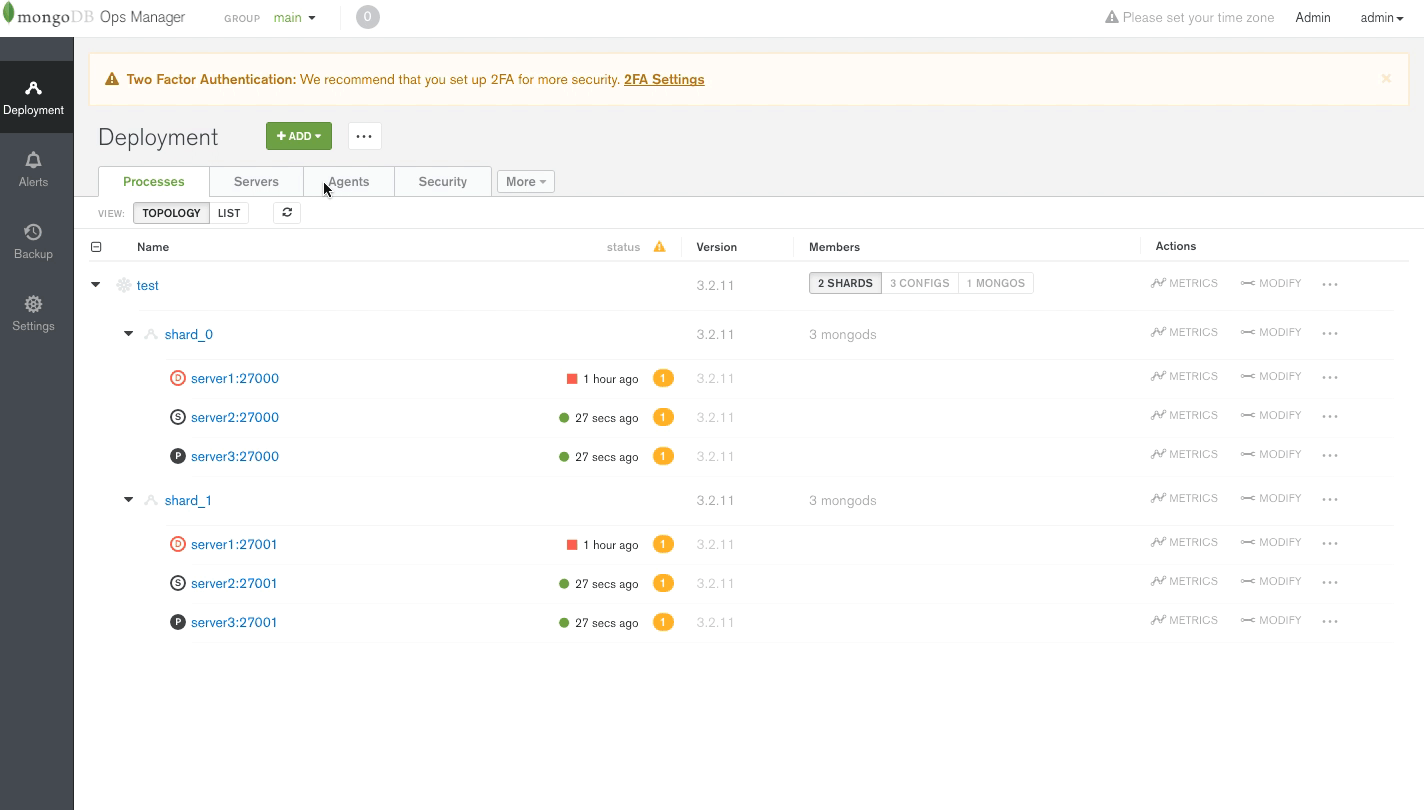 mongoDB Ops Manager GROUP main 0 Please set your time zone Admin admin
Two Factor Authentication: We recommend that you set up 2FA for more security. 2FA Settings ×
Deployment
Alerts
Backup
Settings
Deployment + ADD ...
Processes Servers Agents Security More
VIEW: TOPOLOGY LIST
Name status Version Members Actions
test 3.2.11 2 SHARDS 3 CONFIGS 1 MONGOS METRICS MODIFY ...
shard_0 3.2.11 3 mongods METRICS MODIFY ...
D server1:27000 1 hour ago 1 3.2.11 METRICS MODIFY ...
S server2:27000 27 secs ago 1 3.2.11 METRICS MODIFY ...
P server3:27000 27 secs ago 1 3.2.11 METRICS MODIFY ...
shard_1 3.2.11 3 mongods METRICS MODIFY ...
D server1:27001 1 hour ago 1 3.2.11 METRICS MODIFY ...
S server2:27001 27 secs ago 1 3.2.11 METRICS MODIFY ...
P server3:27001 27 secs ago 1 3.2.11 METRICS MODIFY ...